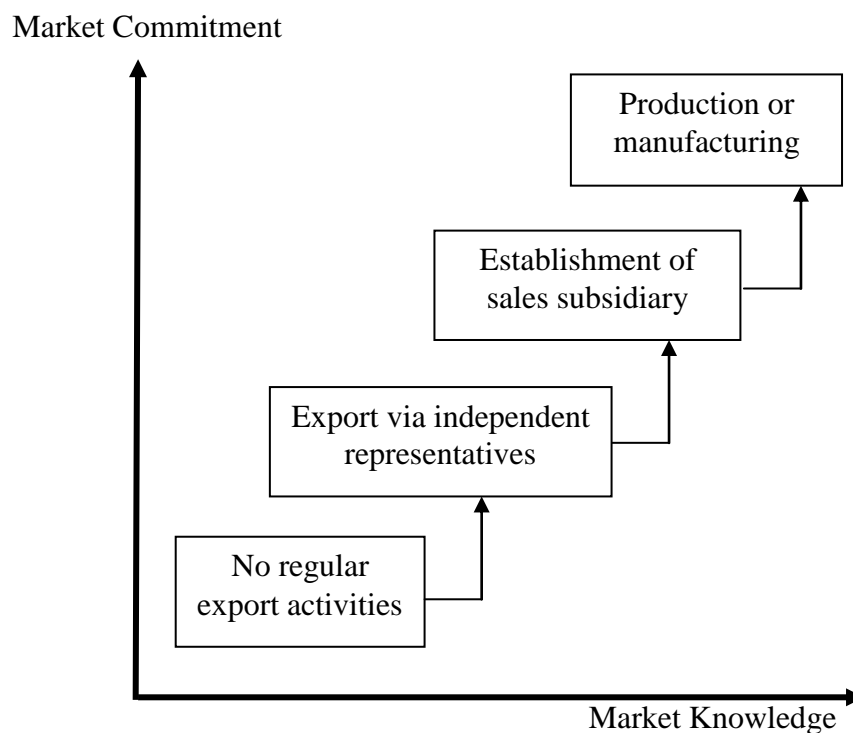 Market Commitment
Production or
manufacturing
Establishment of
sales subsidiary
Export via independent
representatives
No regular
export activities
Market Knowledge